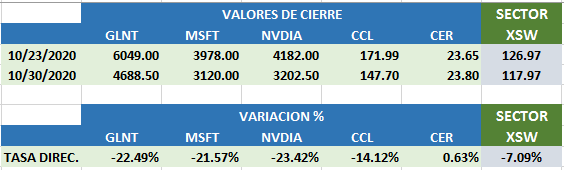 VALORES DE CIERRE SECTOR
GLNT MSFT NVDIA CCL CER XSW
10/23/2020 6049.00 3978.00 4182.00 171.99 23.65 126.97
10/30/2020 4688.50 3120.00 3202.50 147.70 23.80 117.97
VARIACION % SECTOR
GLNT MSFT NVDIA CCL CER XSW
TASA DIREC. -22.49% -21.57% -23.42% -14.12% 0.63% -7.09%